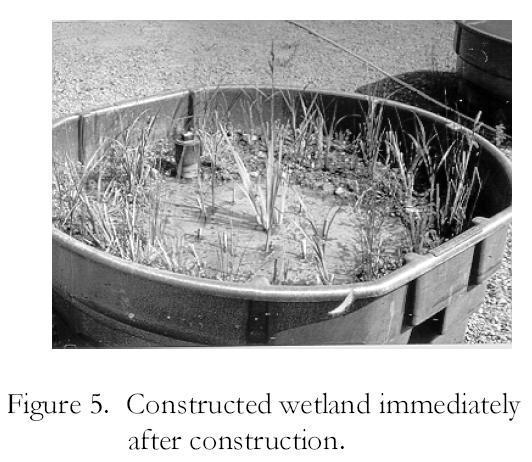 Figure 5. Constructed wetland immediately
after construction.